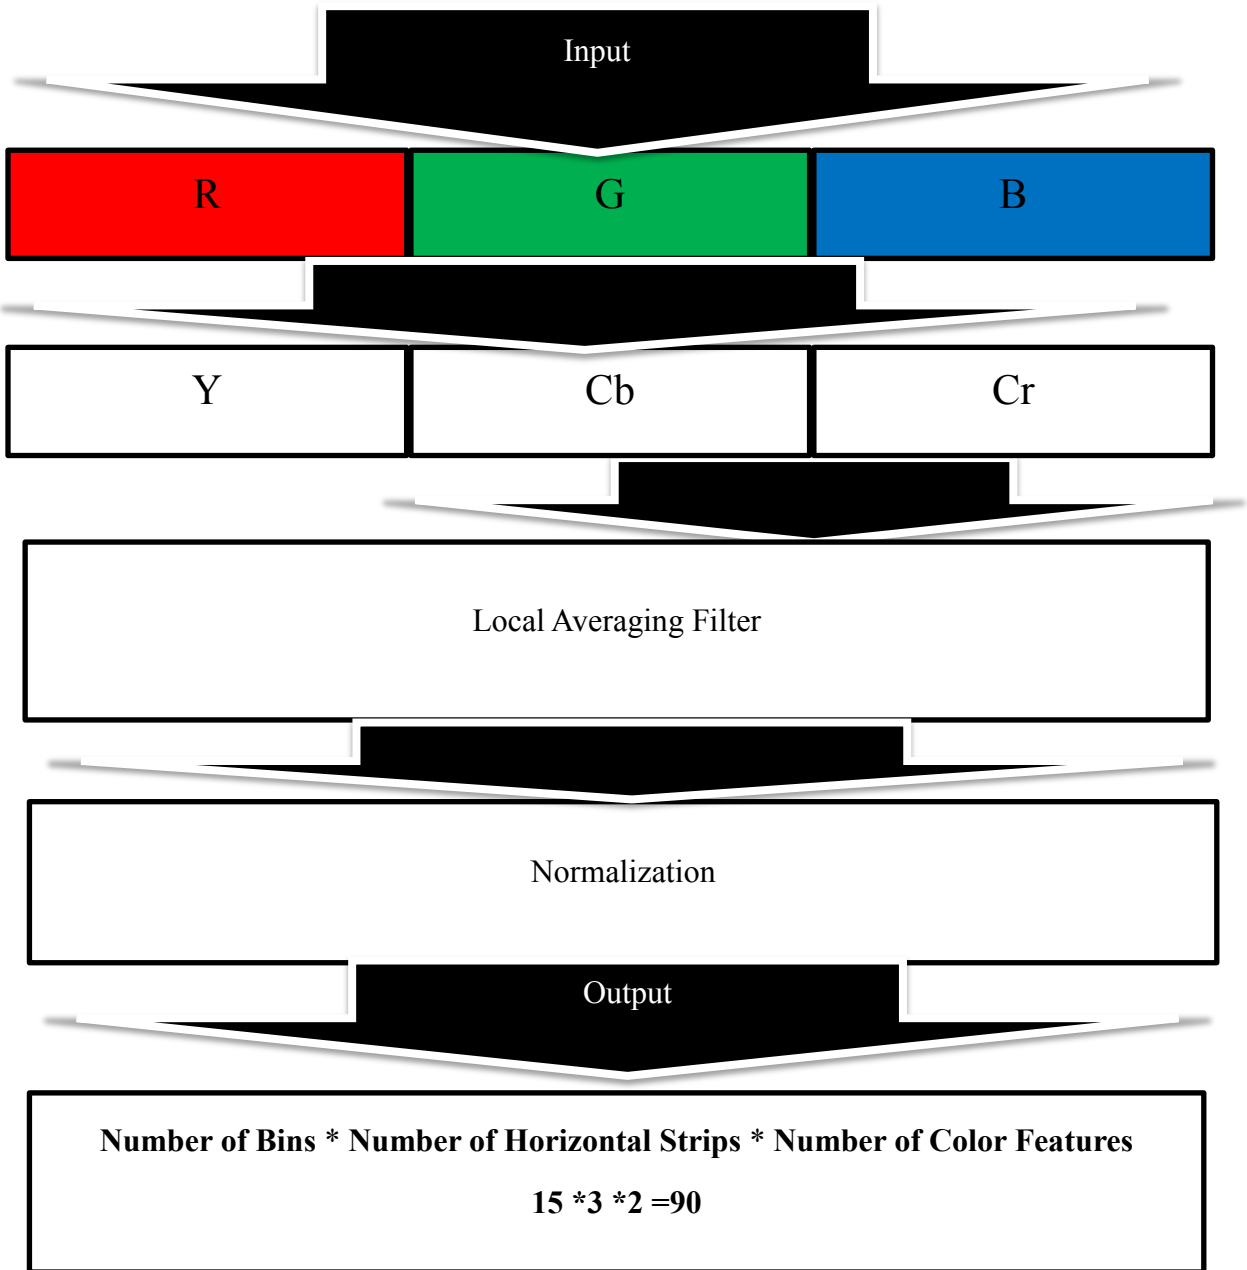 Input
R G B
Y Cb Cr
Local Averaging Filter
Normalization
Output
Number of Bins * Number of Horizontal Strips * Number of Color Features
15 *3 *2 =90